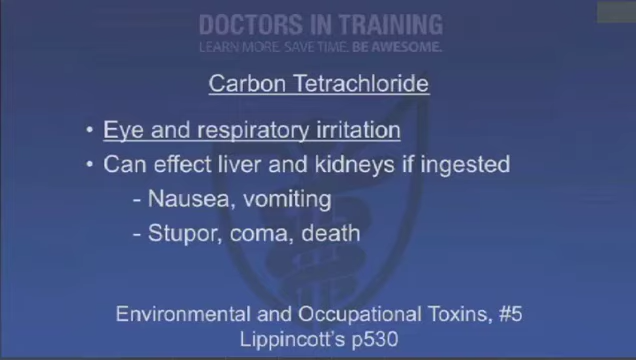 DOCTORS IN TRAINING
LEARN MORE. SAVE TIME. BE AWESOME.
Carbon Tetrachloride
• Eye and respiratory irritation
• Can effect liver and kidneys if ingested
- Nausea, vomiting
- Stupor, coma, death
Environmental and Occupational Toxins, #5
Lippincott's p530